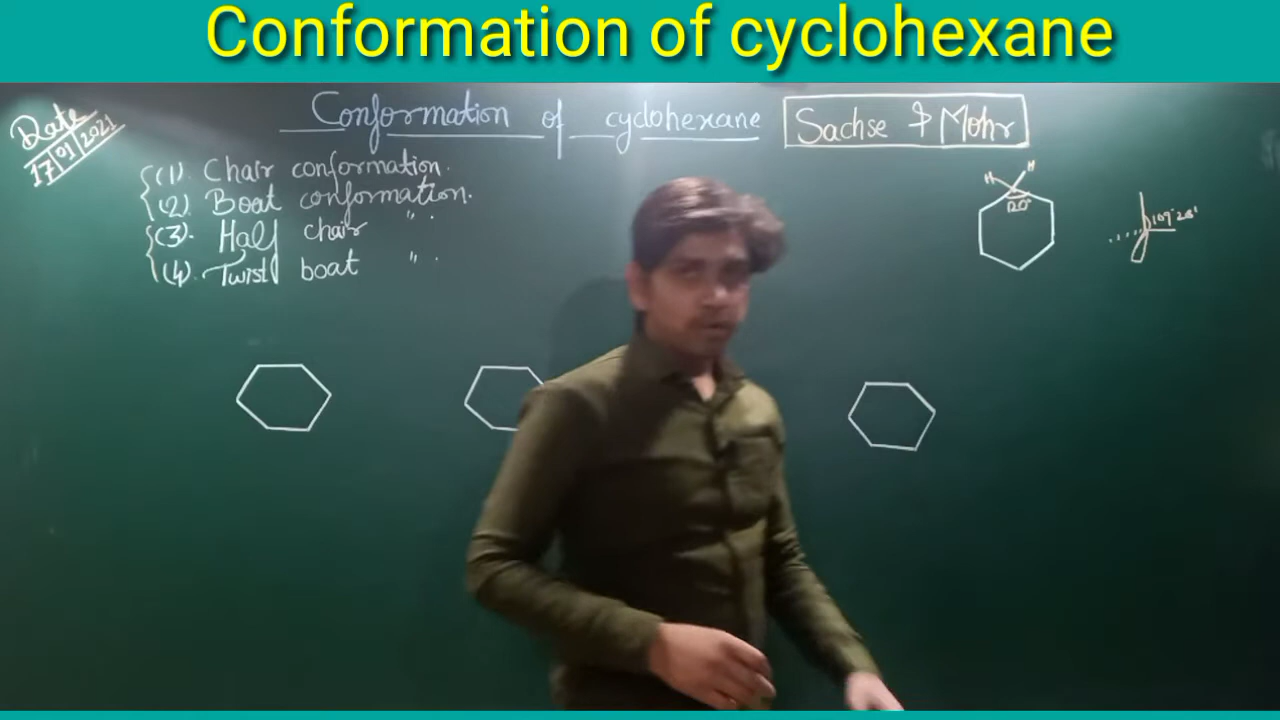 Conformation of cyclohexane
Date
17/01/2021
Conformation of cyclohexane
Sachse & Mohr
(1). Chair conformation.
(2). Boat conformation.
(3). Half chair " .
(4). Twist boat " .
H
H
120°
109°28'